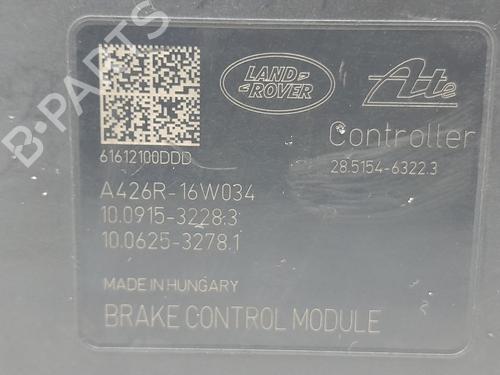 LAND
ROVER
Ate
61612100DDD
Controller
28.5154-6322.3
A426R-16W034
10.0915-3228.3
10.0625-3278.1
MADE IN HUNGARY
BRAKE CONTROL MODULE
B-PARTS